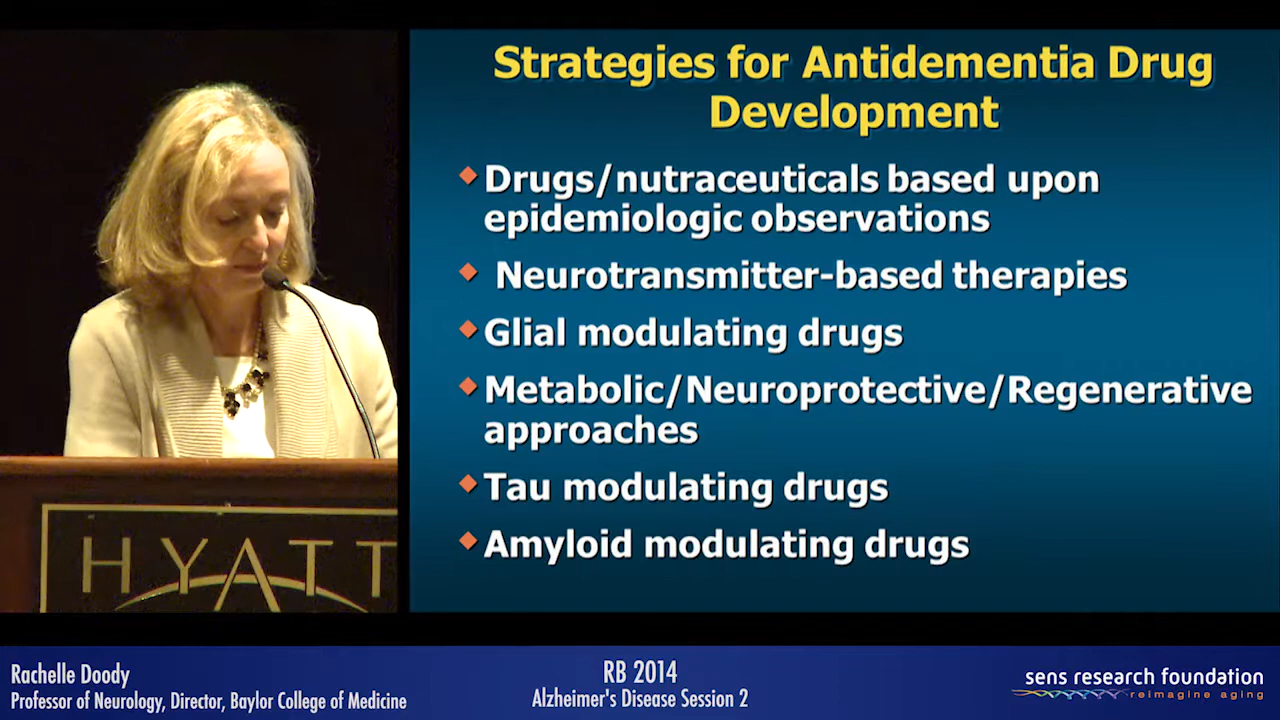 Strategies for Antidementia Drug
Development
Drugs/nutraceuticals based upon
epidemiologic observations
Neurotransmitter-based therapies
Glial modulating drugs
Metabolic/Neuroprotective/Regenerative
approaches
Tau modulating drugs
Amyloid modulating drugs
HYATT
Rachelle Doody
Professor of Neurology, Director, Baylor College of Medicine
RB 2014
Alzheimer's Disease Session 2
sens research foundation
reimagine aging